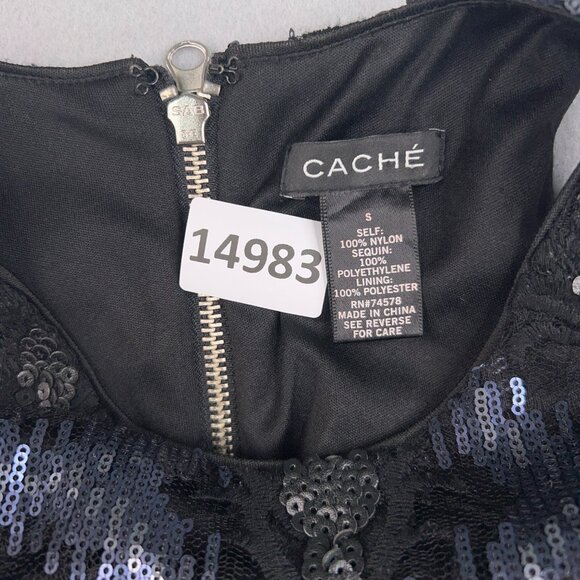 SAB
CACHÉ
S
SELF:
100% NYLON
SEQUIN:
100%
POLYETHYLENE
LINING:
100% POLYESTER
RN#74578
MADE IN CHINA
SEE REVERSE
FOR CARE
14983